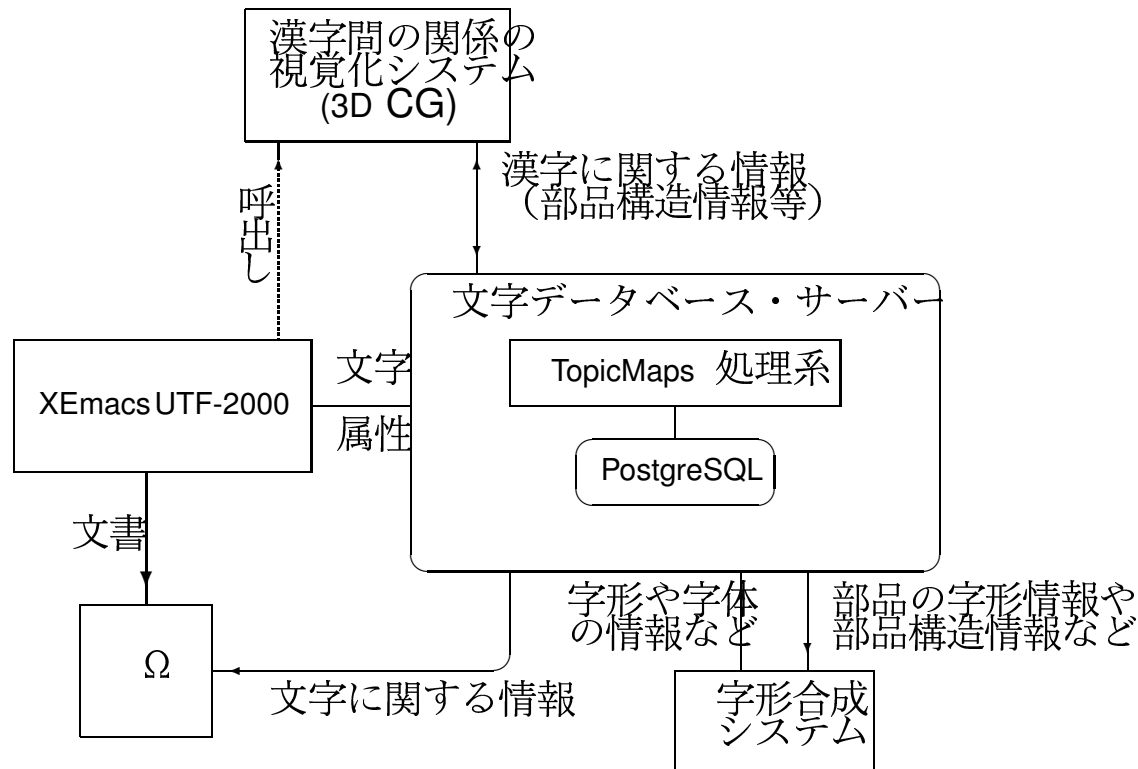 漢字間の関係の
視覚化システム
(3D CG)
漢字に関する情報
（部品構造情報等）
呼出し
文字データベース・サーバー
TopicMaps 処理系
PostgreSQL
文字
属性
XEmacs UTF-2000
文書
Ω
文字に関する情報
字形や字体
の情報など
部品の字形情報や
部品構造情報など
字形合成
システム